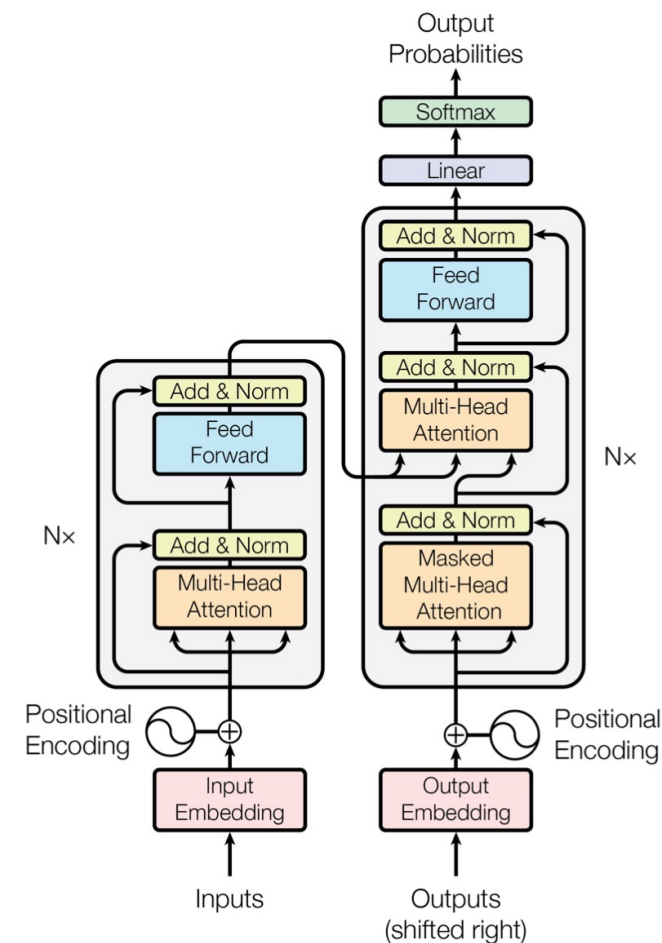 Output
Probabilities
Softmax
Linear
Add & Norm
Feed
Forward
Add & Norm
Multi-Head
Attention
Add & Norm
Masked
Multi-Head
Attention
N×
Add & Norm
Feed
Forward
Add & Norm
Multi-Head
Attention
N×
Positional
Encoding
Positional
Encoding
Input
Embedding
Output
Embedding
Inputs
Outputs
(shifted right)